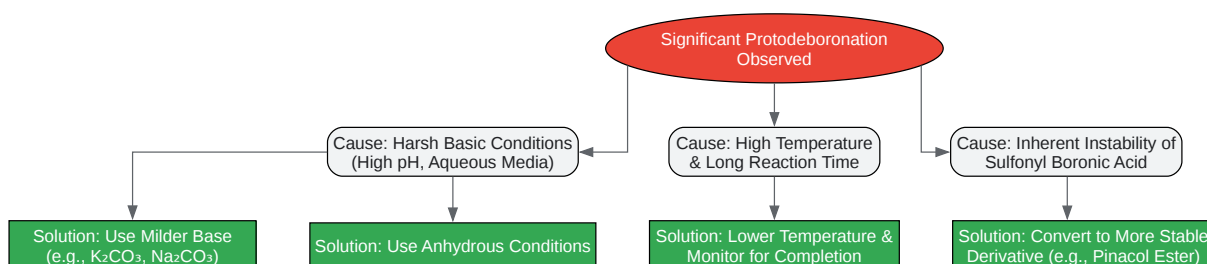 Significant Protodeboronation
Observed
Cause: Harsh Basic Conditions
(High pH, Aqueous Media)
Cause: High Temperature
& Long Reaction Time
Cause: Inherent Instability of
Sulfonyl Boronic Acid
Solution: Use Milder Base
(e.g., K₂CO₃, Na₂CO₃)
Solution: Use Anhydrous Conditions
Solution: Lower Temperature &
Monitor for Completion
Solution: Convert to More Stable
Derivative (e.g., Pinacol Ester)